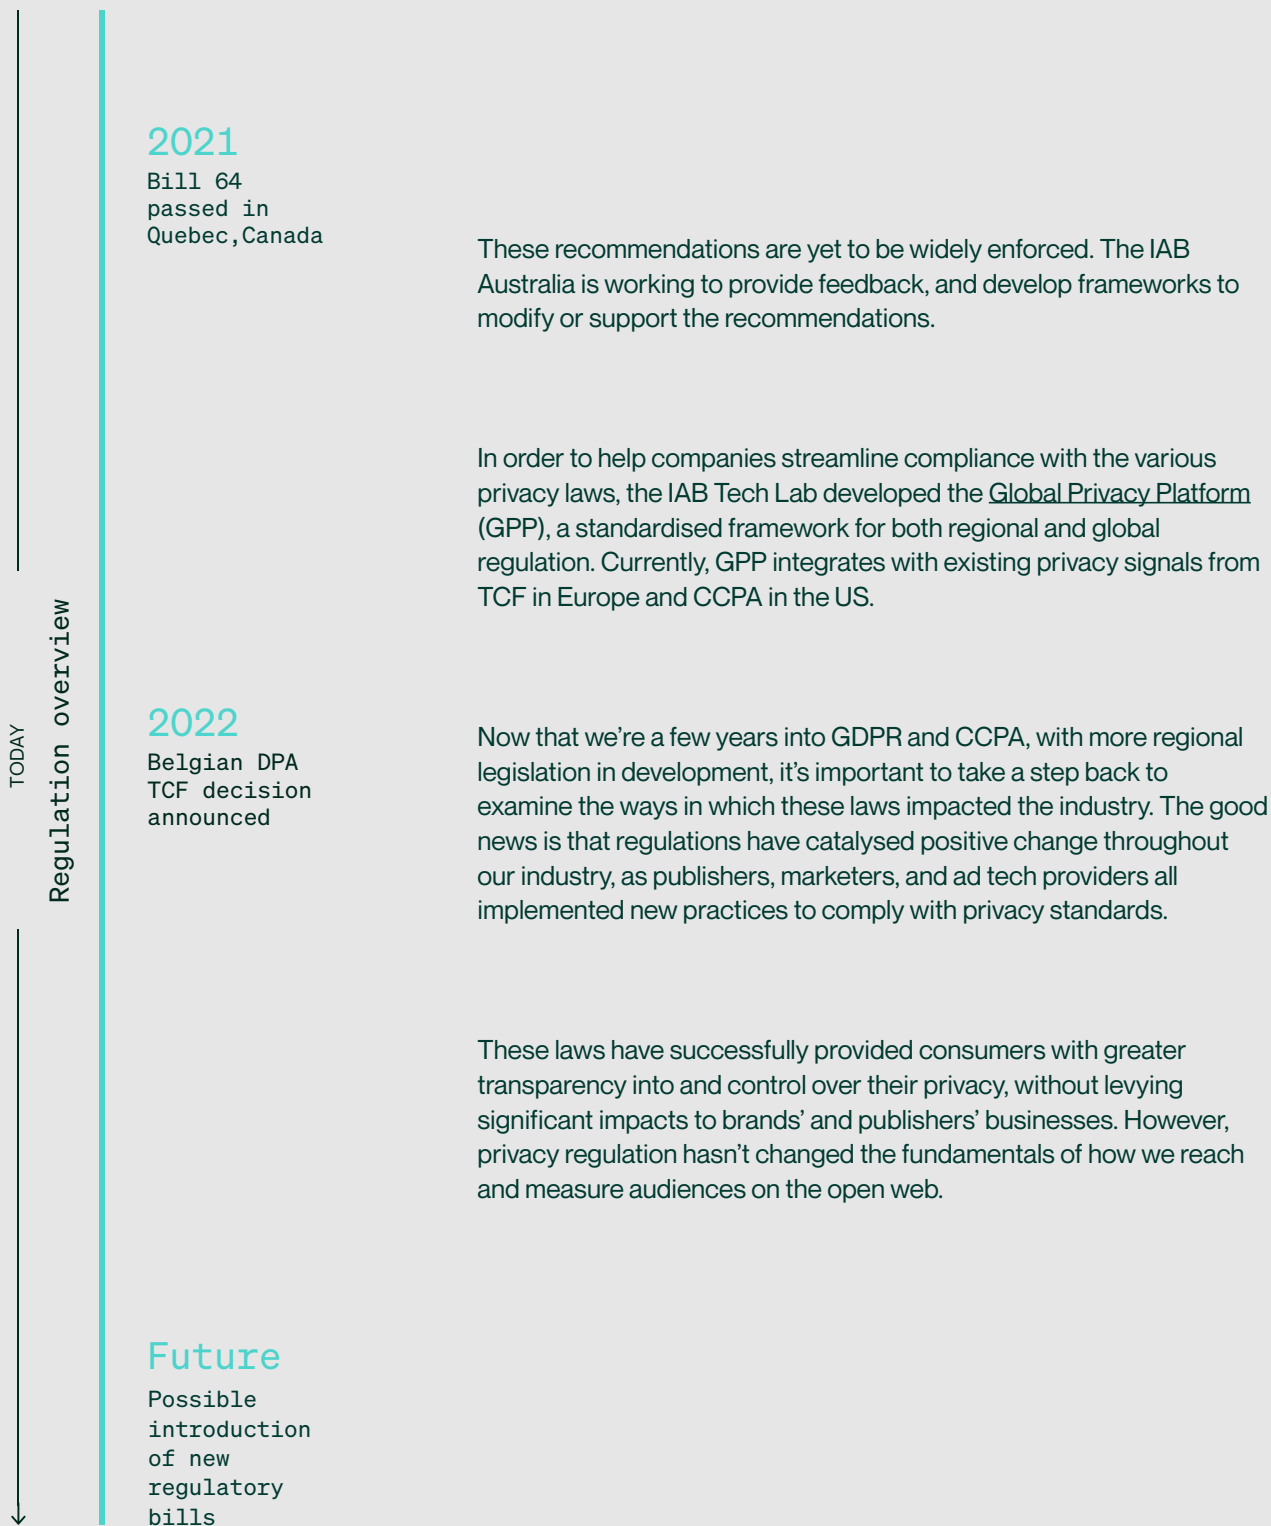 TODAY
Regulation overview
2021
Bill 64
passed in
Quebec,Canada
These recommendations are yet to be widely enforced. The IAB
Australia is working to provide feedback, and develop frameworks to
modify or support the recommendations.
In order to help companies streamline compliance with the various
privacy laws, the IAB Tech Lab developed the Global Privacy Platform
(GPP), a standardised framework for both regional and global
regulation. Currently, GPP integrates with existing privacy signals from
TCF in Europe and CCPA in the US.
2022
Belgian DPA
TCF decision
announced
Now that we’re a few years into GDPR and CCPA, with more regional
legislation in development, it’s important to take a step back to
examine the ways in which these laws impacted the industry. The good
news is that regulations have catalysed positive change throughout
our industry, as publishers, marketers, and ad tech providers all
implemented new practices to comply with privacy standards.
These laws have successfully provided consumers with greater
transparency into and control over their privacy, without levying
significant impacts to brands’ and publishers’ businesses. However,
privacy regulation hasn’t changed the fundamentals of how we reach
and measure audiences on the open web.
Future
Possible
introduction
of new
regulatory
bills